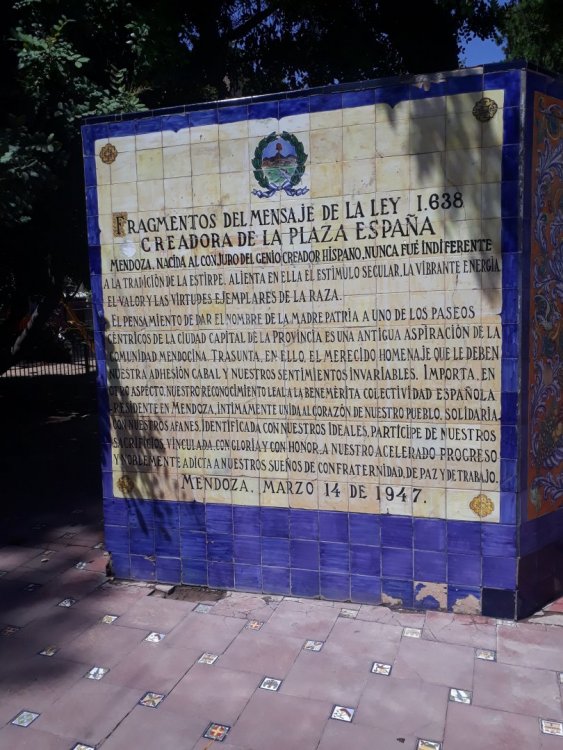 FRAGMENTOS DEL MENSAJE DE LA LEY 1.638
CREADORA DE LA PLAZA ESPAÑA
MENDOZA, NACIDA AL CONJURO DEL GENIO CREADOR HISPANO, NUNCA FUÉ INDIFERENTE
A LA TRADICIÓN DE LA ESTIRPE. ALIENTA EN ELLA EL ESTÍMULO SECULAR, LA VIBRANTE ENERGÍA
EL VALOR Y LAS VIRTUDES EJEMPLARES DE LA RAZA.
EL PENSAMIENTO DE DAR EL NOMBRE DE LA MADRE PATRIA A UNO DE LOS PASEOS
CÉNTRICOS DE LA CIUDAD CAPITAL DE LA PROVINCIA ES UNA ANTIGUA ASPIRACIÓN DE LA
COMUNIDAD MENDOCINA. TRASUNTA, EN ELLO, EL MERECIDO HOMENAJE QUE LE DEBEN
NUESTRA ADHESIÓN CABAL Y NUESTROS SENTIMIENTOS INVARIABLES. IMPORTA, EN
OTRO ASPECTO, NUESTRO RECONOCIMIENTO LEAL A LA BENEMÉRITA COLECTIVIDAD ESPAÑOLA
RESIDENTE EN MENDOZA, INTIMAMENTE UNIDA AL CORAZÓN DE NUESTRO PUEBLO, SOLIDARIA
CON NUESTROS AFANES, IDENTIFICADA CON NUESTROS IDEALES, PARTÍCIPE DE NUESTROS
SACRIFICIOS, VINCULADA, CON GLORIA Y CON HONOR, A NUESTRO ACELERADO PROGRESO
Y NOBLEMENTE ADICTA A NUESTROS SUEÑOS DE CONFRATERNIDAD, DE PAZ Y DE TRABAJO.
MENDOZA, MARZO 14 DE 1947.